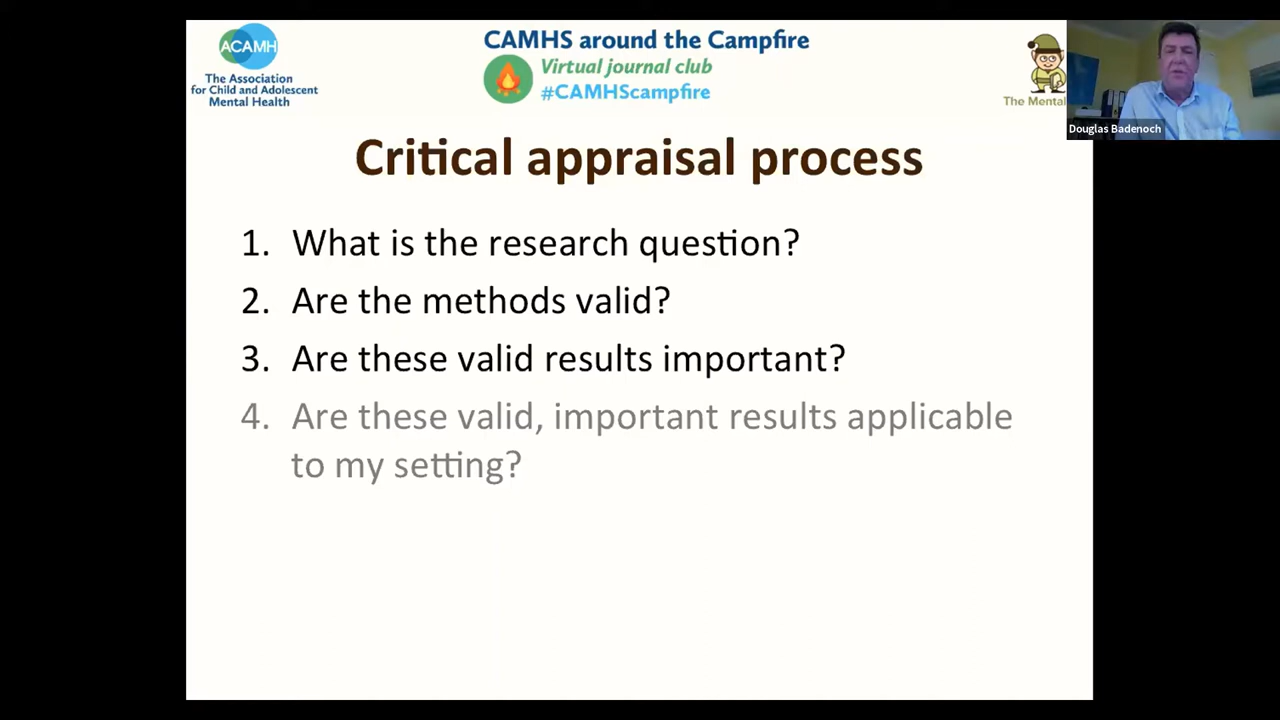 ACAMH
The Association
for Child and Adolescent
Mental Health
CAMHS around the Campfire
Virtual journal club
#CAMHScampfire
The Mental
Douglas Badenoch
Critical appraisal process
1. What is the research question?
2. Are the methods valid?
3. Are these valid results important?
4. Are these valid, important results applicable
to my setting?